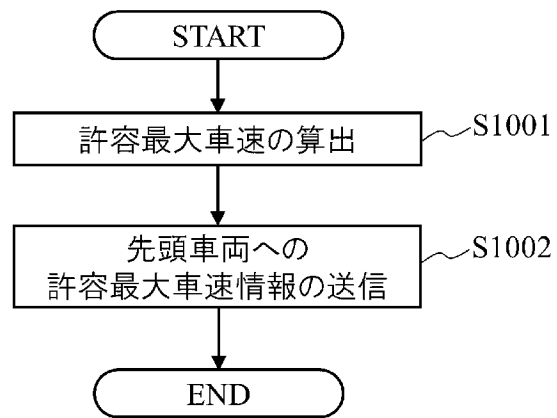 START
許容最大車速の算出
S1001
先頭車両への
許容最大車速情報の送信
S1002
END